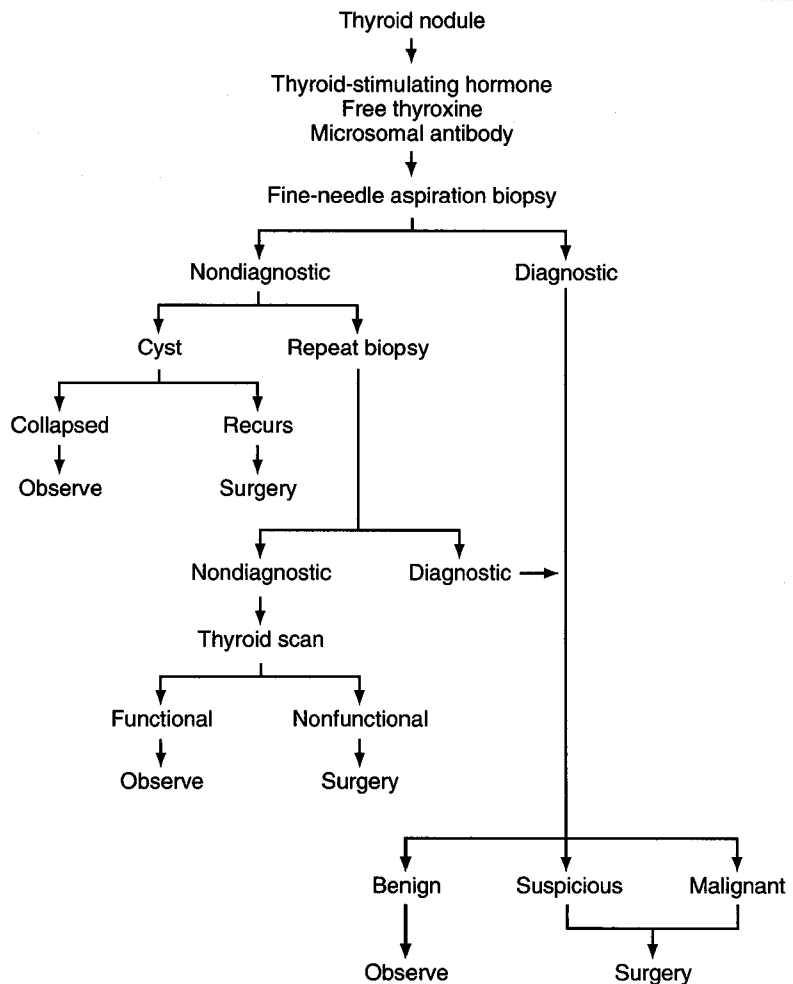 Thyroid nodule
Thyroid-stimulating hormone
Free thyroxine
Microsomal antibody
Fine-needle aspiration biopsy
Nondiagnostic
Diagnostic
Cyst
Repeat biopsy
Collapsed
Recurs
Observe
Surgery
Nondiagnostic
Diagnostic
Thyroid scan
Functional
Nonfunctional
Observe
Surgery
Benign
Suspicious
Malignant
Observe
Surgery